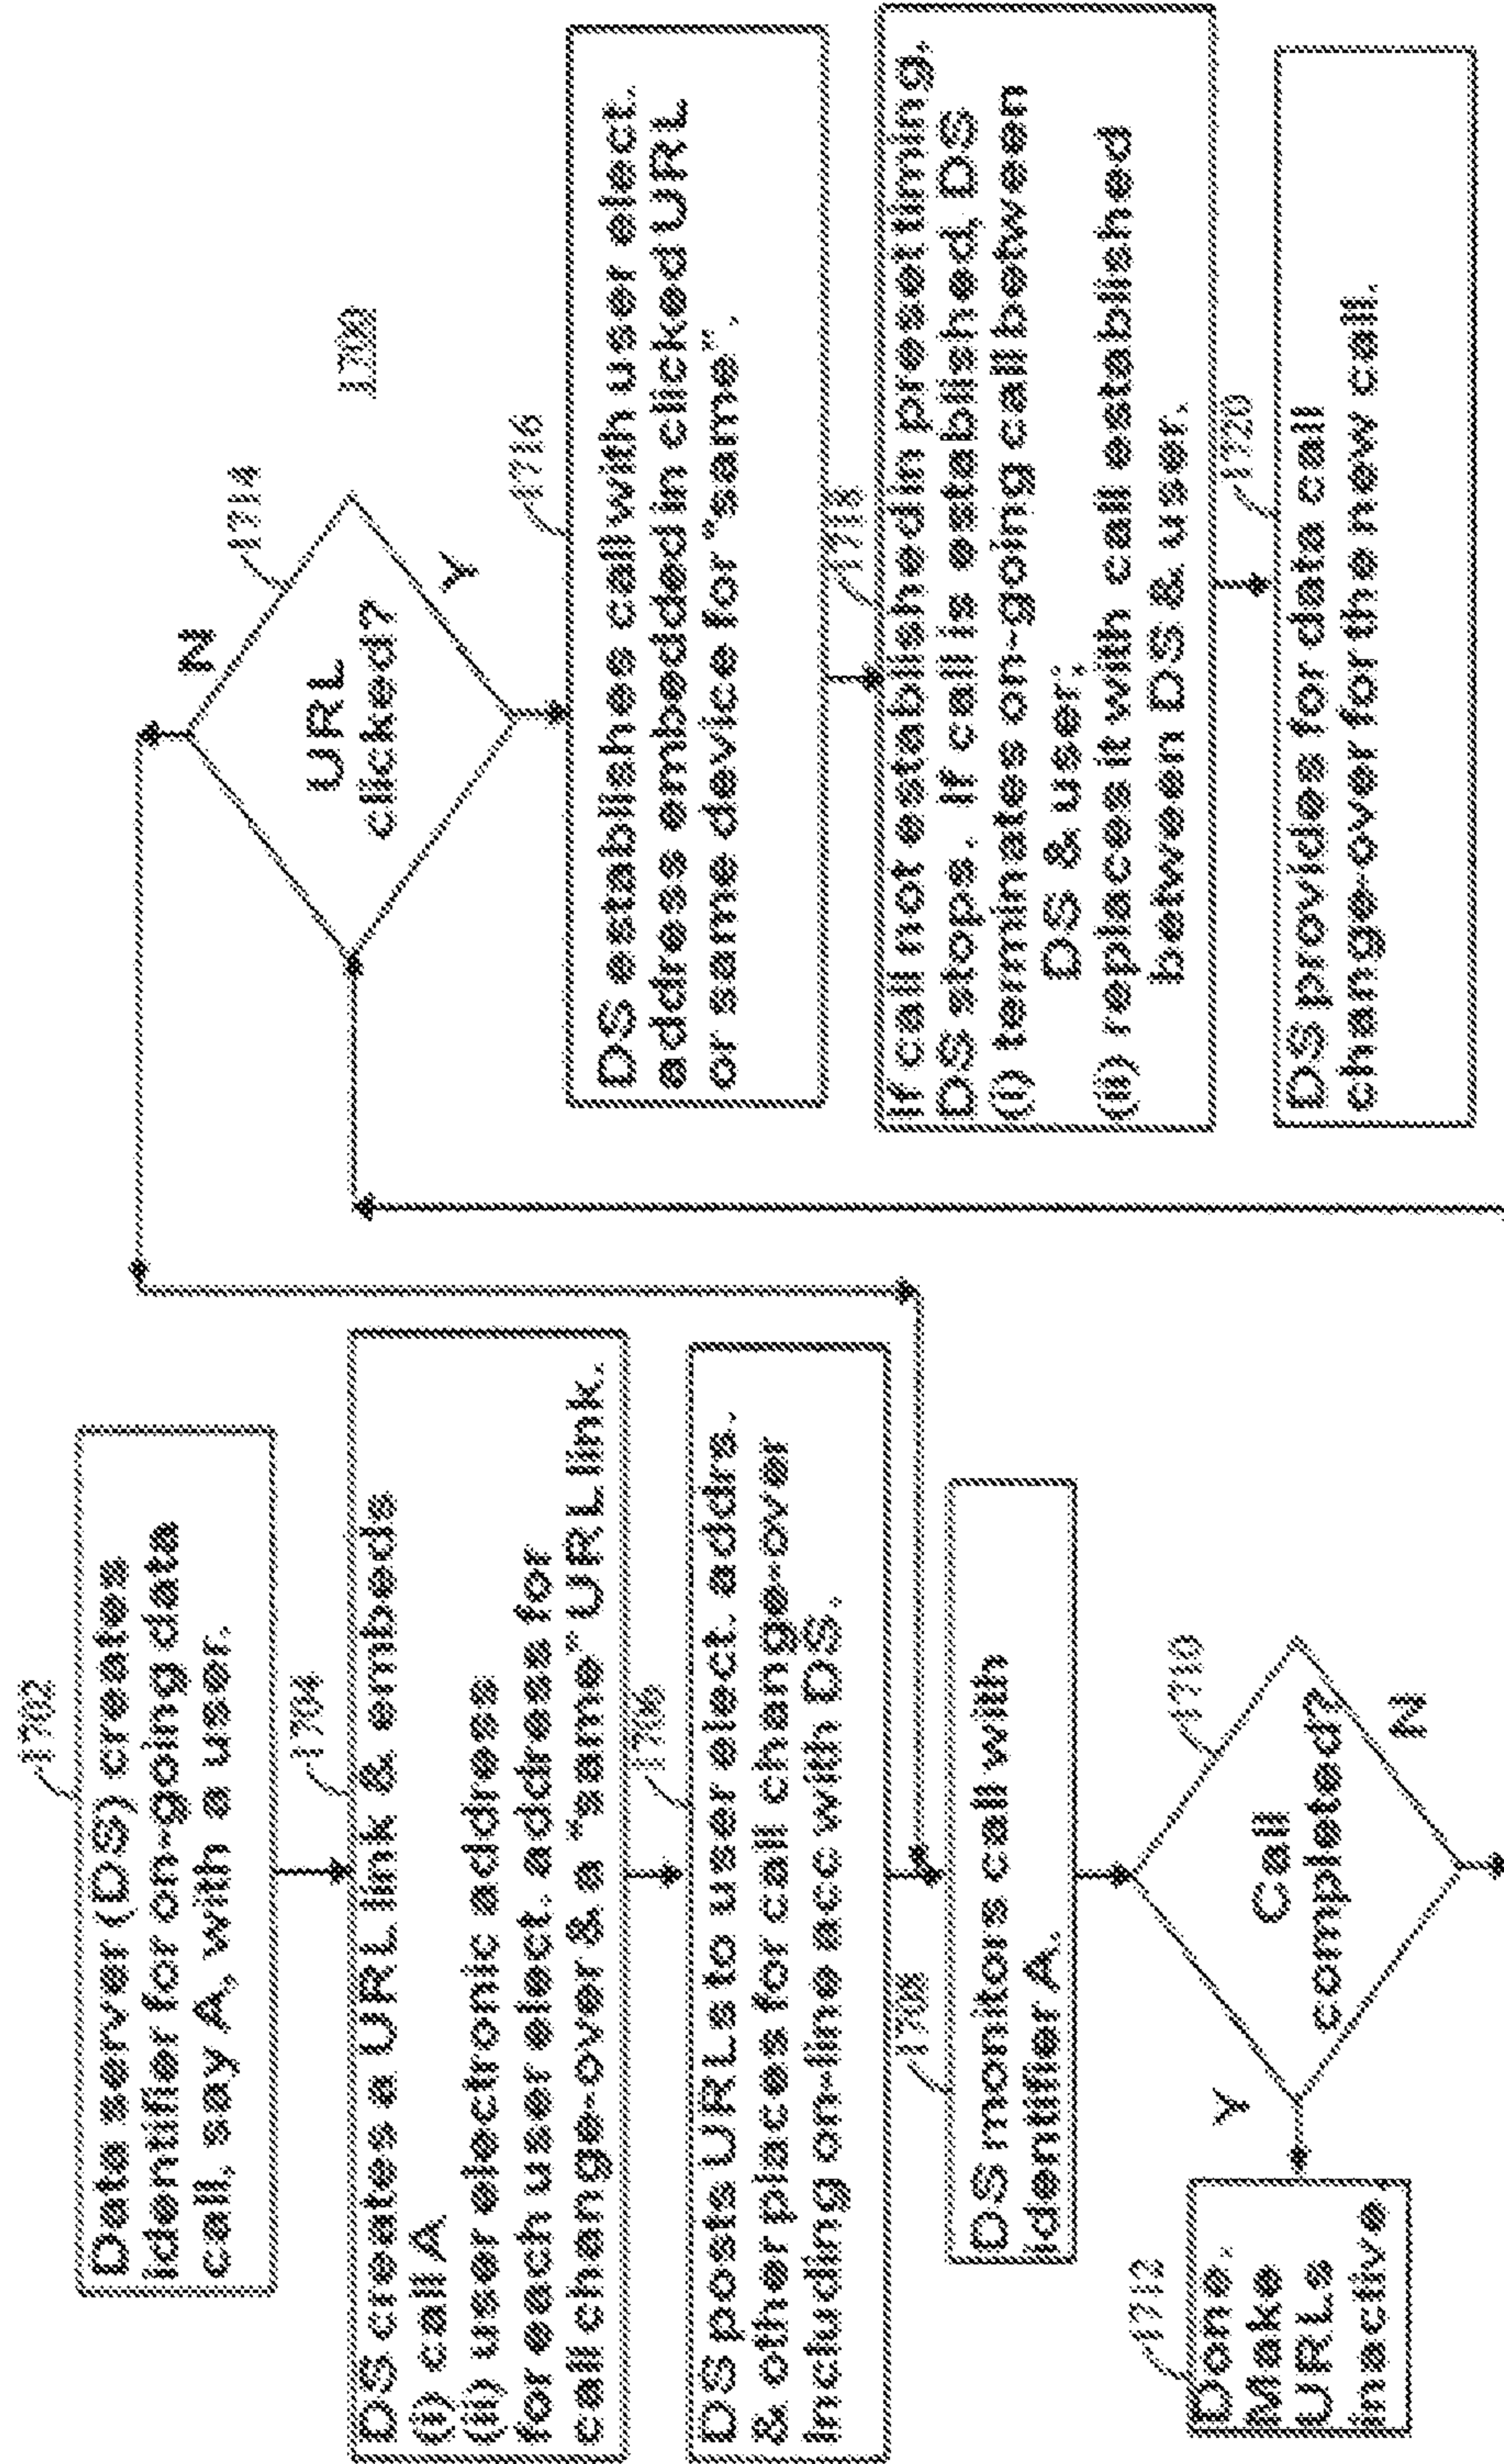 1700
1702
Data server (DS) creates
identifier for on-going data
call, say A, with a user.
1704
DS creates a URL link & embeds
(i) call A
(ii) user electronic address
for each user elect. address for
call change-over & a "same" URL link.
1706
DS posts URLs to user elect. addrs.
& other places for call change-over
including on-line acc with DS.
1708
DS monitors call with
identifier A.
1710
Call
completed?
Y
N
1712
Done.
Make
URLs
inactive
1714
URL
clicked?
N
Y
1716
DS establishes call with user elect.
address embedded in clicked URL
or same device for "same".
1718
If call not established in preset timing,
DS stops. If call is established, DS
(i) terminates on-going call between
DS & user;
(ii) replaces it with call established
between DS & user.
1720
DS provides for data call
change-over for the new call.